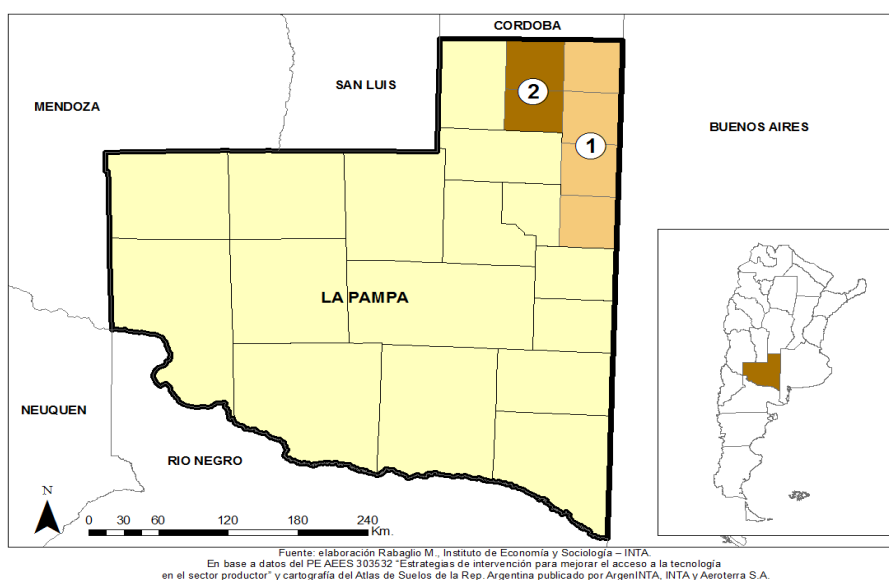 CORDOBA
SAN LUIS
2
MENDOZA
BUENOS AIRES
1
LA PAMPA
NEUQUEN
RIO NEGRO
N
0 30 60 120 180 240
Km.
Fuente: elaboración Rabaglio M., Instituto de Economía y Sociología – INTA.
En base a datos del PE AEES 303532 “Estrategias de intervención para mejorar el acceso a la tecnología
en el sector productor” y cartografía del Atlas de Suelos de la Rep. Argentina publicado por ArgenINTA, INTA y Aeroterra S.A.